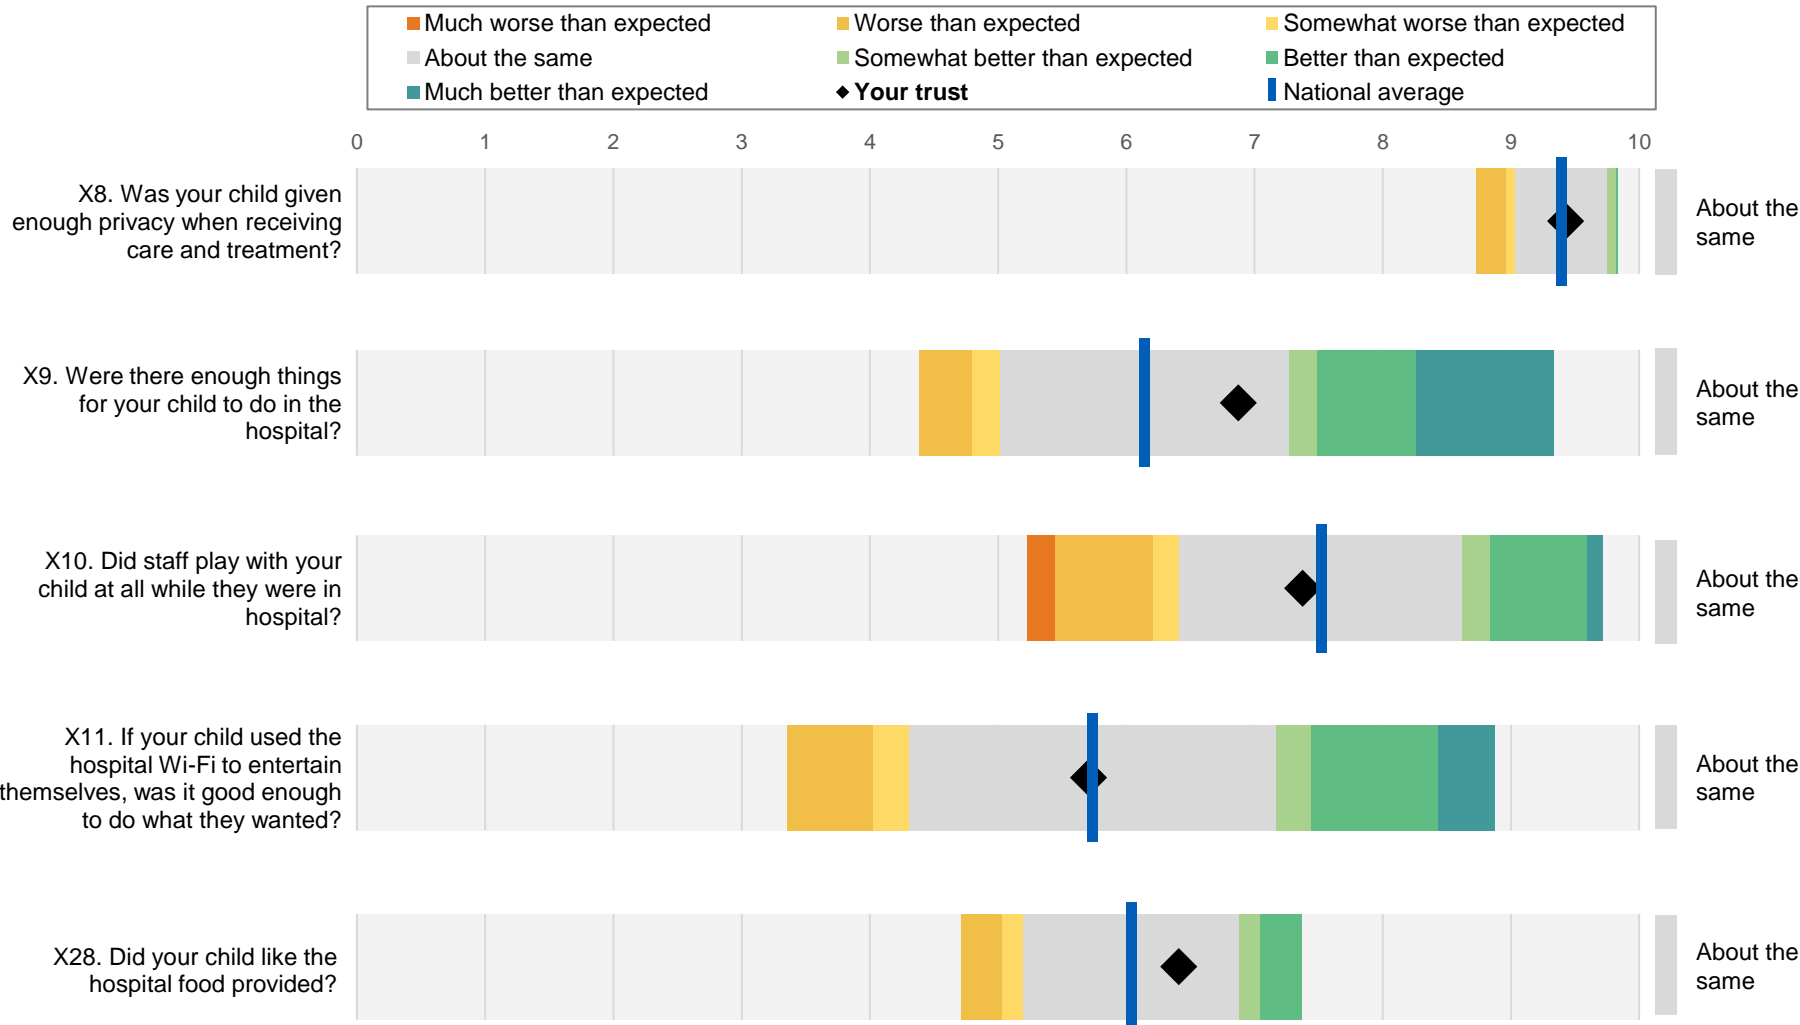 Much worse than expected
Worse than expected
Somewhat worse than expected
About the same
Somewhat better than expected
Better than expected
Much better than expected
Your trust
National average
0 1 2 3 4 5 6 7 8 9 10
X8. Was your child given
enough privacy when receiving
care and treatment?
About the
same
X9. Were there enough things
for your child to do in the
hospital?
About the
same
X10. Did staff play with your
child at all while they were in
hospital?
About the
same
X11. If your child used the
hospital Wi-Fi to entertain
themselves, was it good enough
to do what they wanted?
About the
same
X28. Did your child like the
hospital food provided?
About the
same